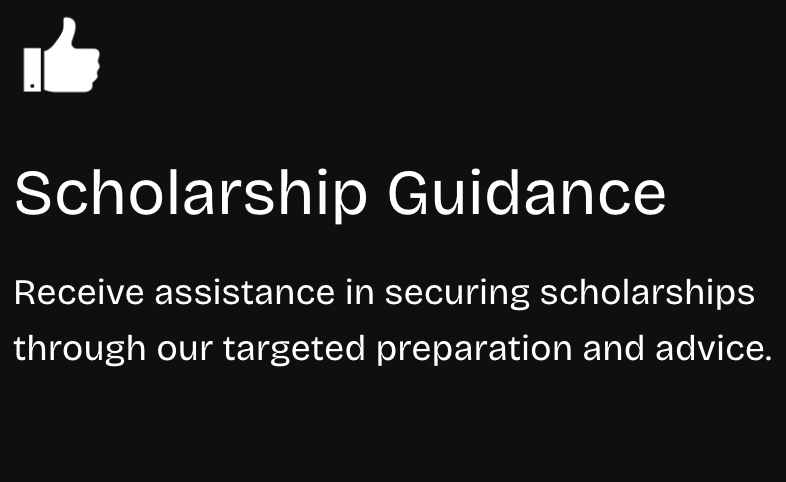 Scholarship Guidance
Receive assistance in securing scholarships
through our targeted preparation and advice.